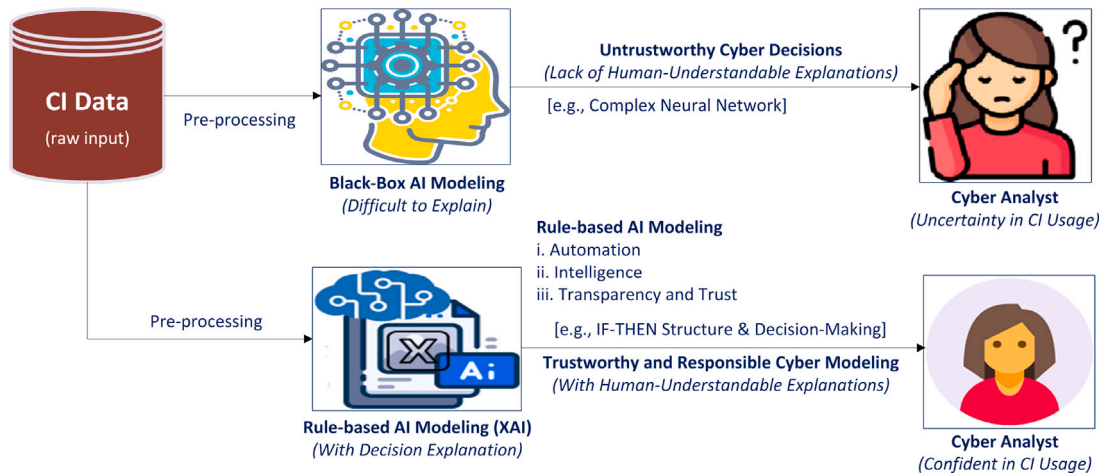 CI Data
(raw input)
Pre-processing
Black-Box AI Modeling
(Difficult to Explain)
Untrustworthy Cyber Decisions
(Lack of Human-Understandable Explanations)
[e.g., Complex Neural Network]
?
Cyber Analyst
(Uncertainty in CI Usage)
Pre-processing
X
Ai
Rule-based AI Modeling (XAI)
(With Decision Explanation)
Rule-based AI Modeling
i. Automation
ii. Intelligence
iii. Transparency and Trust
[e.g., IF-THEN Structure & Decision-Making]
Trustworthy and Responsible Cyber Modeling
(With Human-Understandable Explanations)
Cyber Analyst
(Confident in CI Usage)